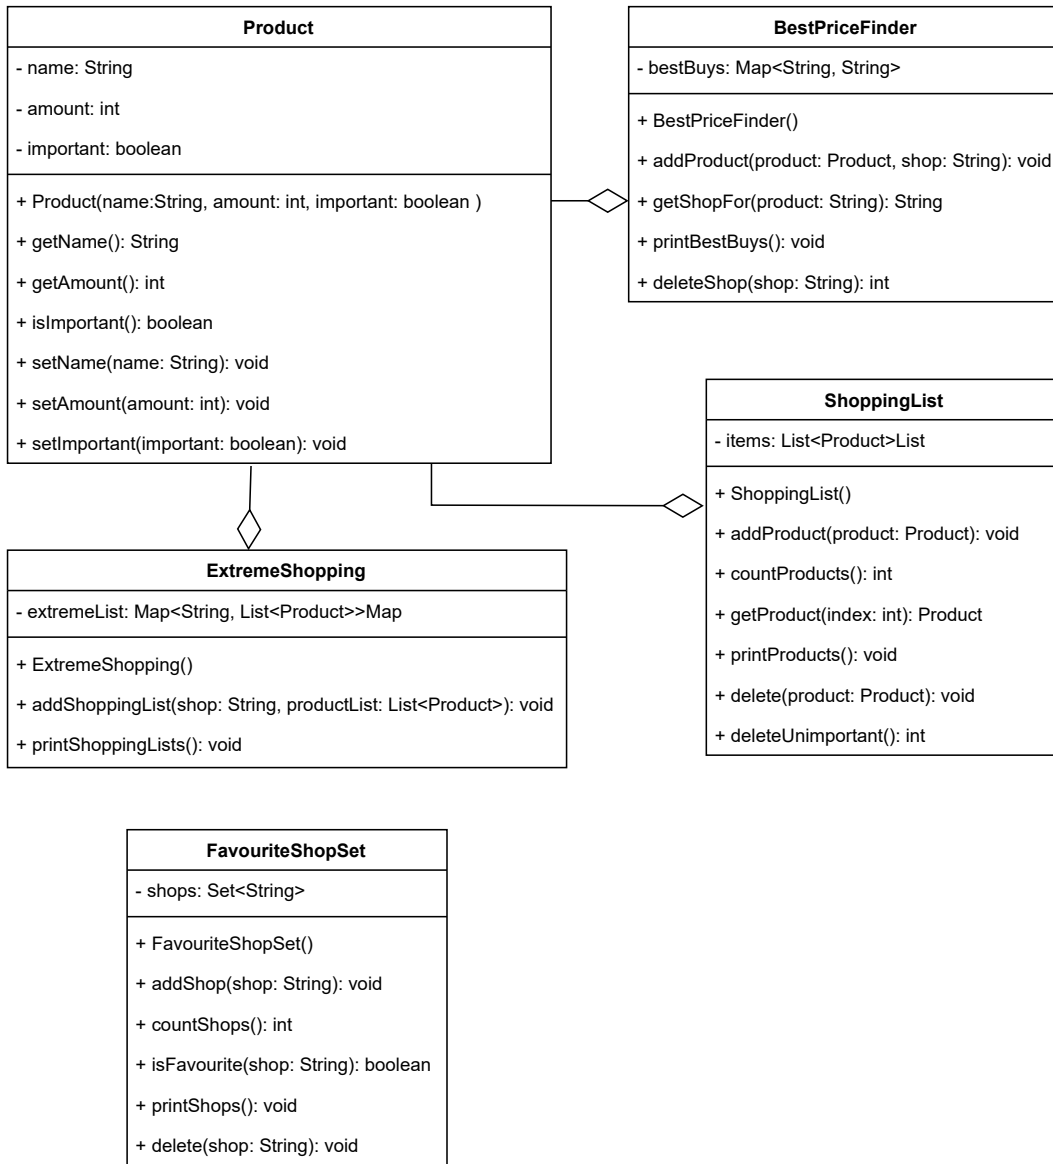 Product
- name: String
- amount: int
- important: boolean
+ Product(name:String, amount: int, important: boolean )
+ getName(): String
+ getAmount(): int
+ isImportant(): boolean
+ setName(name: String): void
+ setAmount(amount: int): void
+ setImportant(important: boolean): void
BestPriceFinder
- bestBuys: Map<String, String>
+ BestPriceFinder()
+ addProduct(product: Product, shop: String): void
+ getShopFor(product: String): String
+ printBestBuys(): void
+ deleteShop(shop: String): int
ShoppingList
- items: List<Product>List
+ ShoppingList()
+ addProduct(product: Product): void
+ countProducts(): int
+ getProduct(index: int): Product
+ printProducts(): void
+ delete(product: Product): void
+ deleteUnimportant(): int
ExtremeShopping
- extremeList: Map<String, List<Product>>Map
+ ExtremeShopping()
+ addShoppingList(shop: String, productList: List<Product>): void
+ printShoppingLists(): void
FavouriteShopSet
- shops: Set<String>
+ FavouriteShopSet()
+ addShop(shop: String): void
+ countShops(): int
+ isFavourite(shop: String): boolean
+ printShops(): void
+ delete(shop: String): void